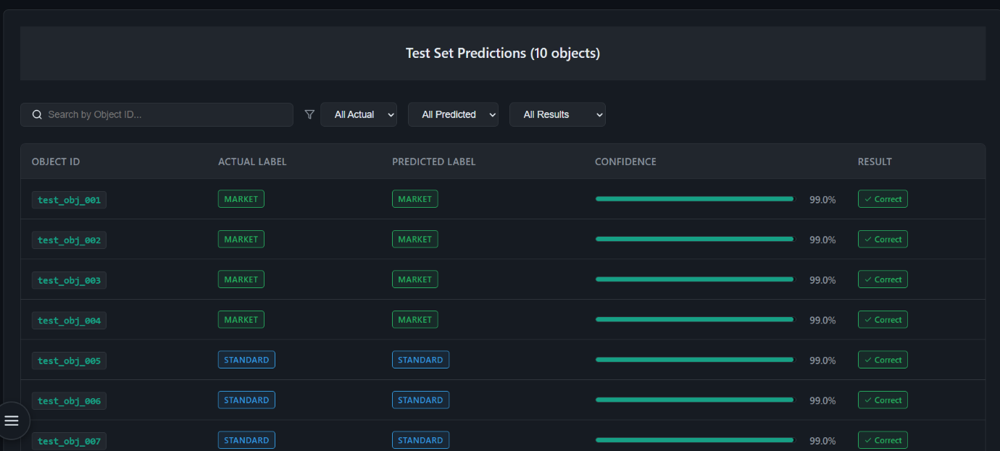 Test Set Predictions (10 objects)
Search by Object ID... All Actual All Predicted All Results
OBJECT ID ACTUAL LABEL PREDICTED LABEL CONFIDENCE RESULT
test_obj_001 MARKET MARKET 99.0% ✓ Correct
test_obj_002 MARKET MARKET 99.0% ✓ Correct
test_obj_003 MARKET MARKET 99.0% ✓ Correct
test_obj_004 MARKET MARKET 99.0% ✓ Correct
test_obj_005 STANDARD STANDARD 99.0% ✓ Correct
test_obj_006 STANDARD STANDARD 99.0% ✓ Correct
test_obj_007 STANDARD STANDARD 99.0% ✓ Correct